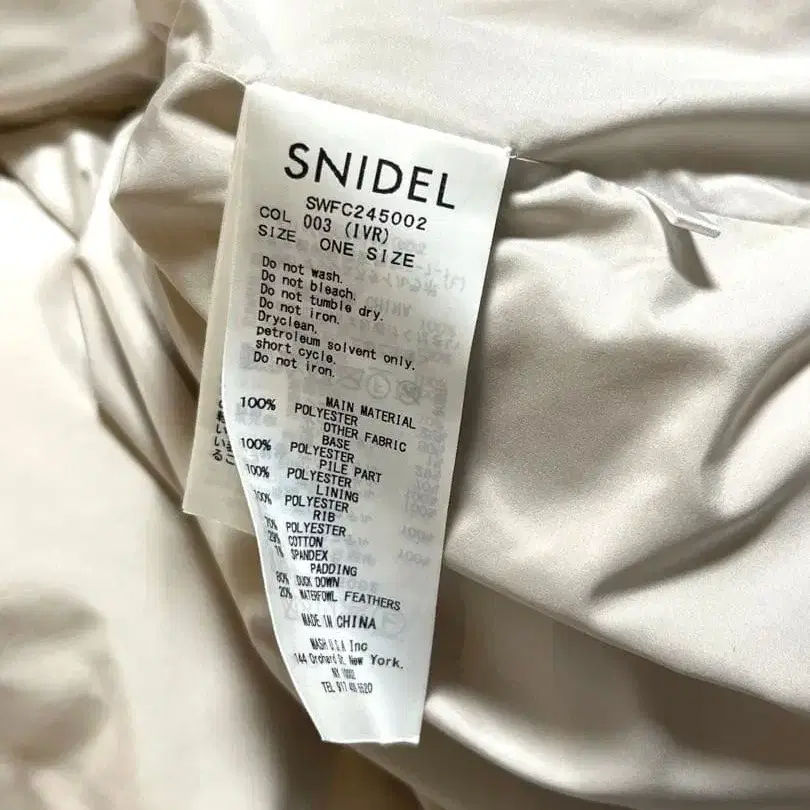 SNIDEL
SWFC245002
COL 003 (IVR)
SIZE ONE SIZE
Do not wash.
Do not bleach.
Do not tumble dry.
Do not iron.
Dryclean.
petroleum solvent only.
short cycle.
Do not iron.
MAIN MATERIAL
100% POLYESTER
OTHER FABRIC
BASE
100% POLYESTER
PILE PART
100% POLYESTER
LINING
100% POLYESTER
RIB
70% POLYESTER
29% COTTON
1% SPANDEX
PADDING
80% DUCK DOWN
20% WATERFOWL FEATHERS
MADE IN CHINA
MASH U.S.A Inc
144 Orchard St, New York.
NY 10002
TEL 917